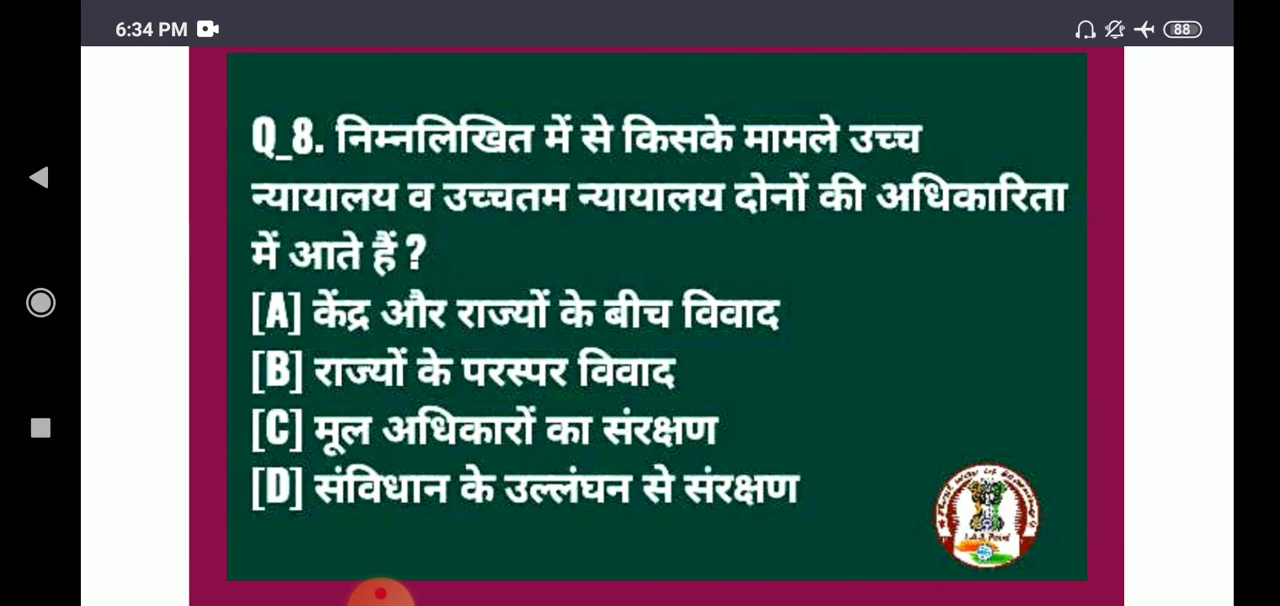 6:34 PM
88
Q_8. निम्नलिखित में से किसके मामले उच्च
न्यायालय व उच्चतम न्यायालय दोनों की अधिकारिता
में आते हैं ?
[A] केंद्र और राज्यों के बीच विवाद
[B] राज्यों के परस्पर विवाद
[C] मूल अधिकारों का संरक्षण
[D] संविधान के उल्लंघन से संरक्षण